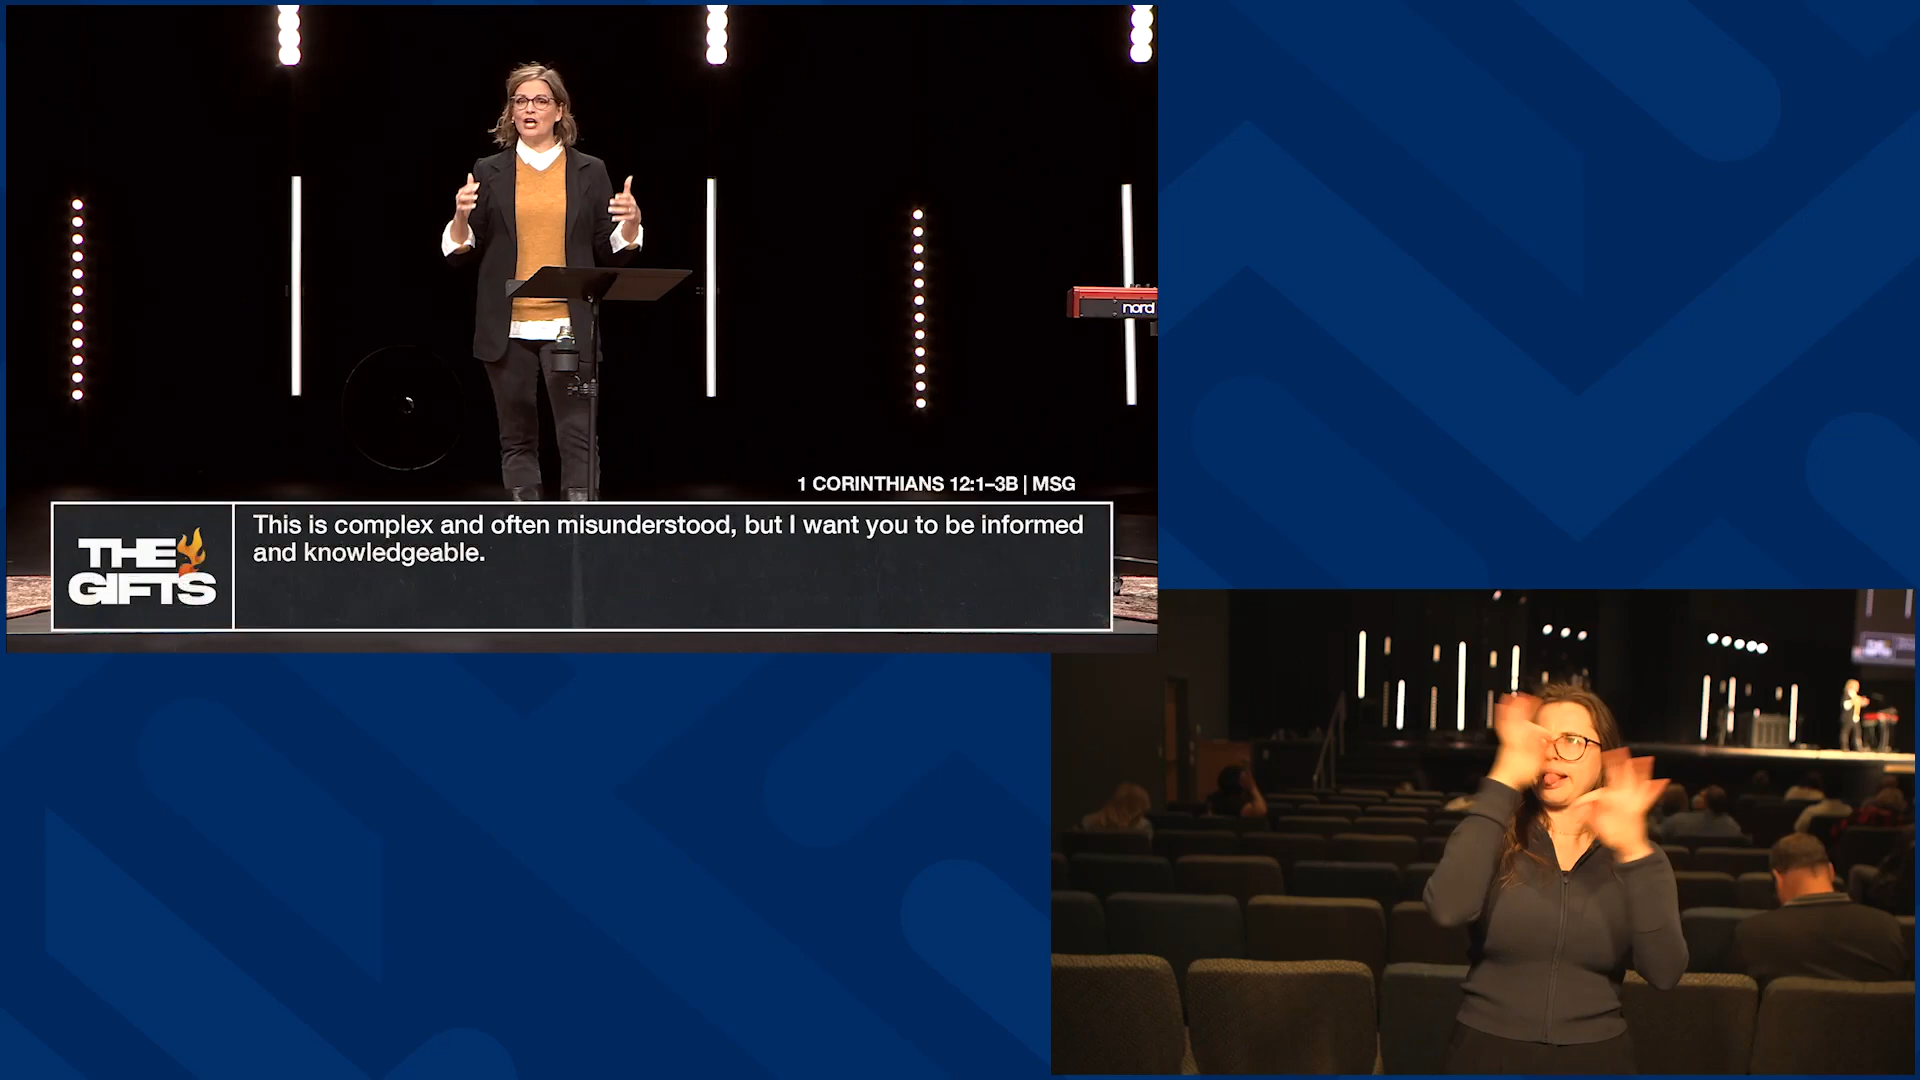 nord
1 CORINTHIANS 12:1–3B | MSG
THE
GIFTS
This is complex and often misunderstood, but I want you to be informed
and knowledgeable.